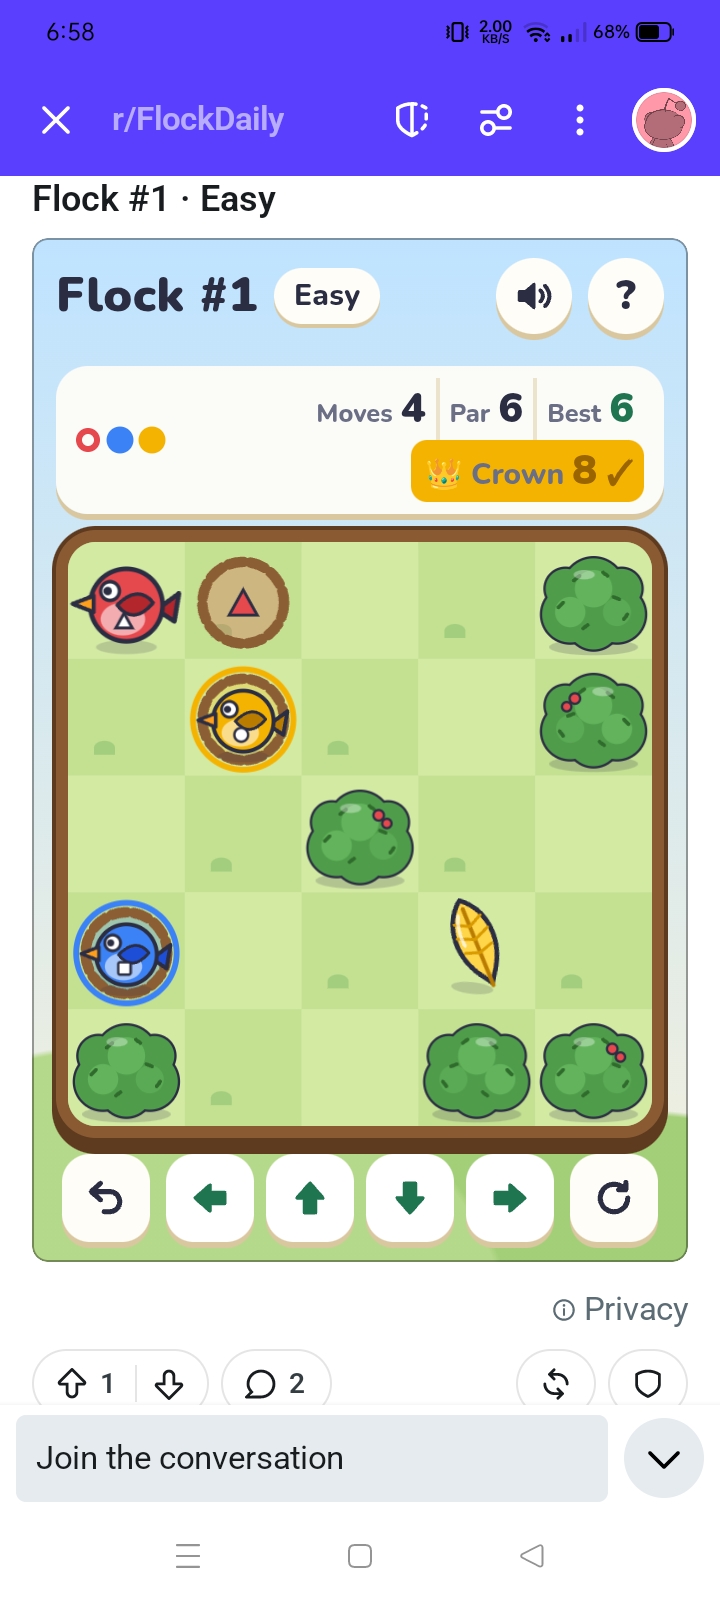 6:58
2.00
KB/S
68%
r/FlockDaily
Flock #1 · Easy
Flock #1
Easy
?
Moves 4
Par 6
Best 6
Crown 8 ✓
Privacy
1
2
Join the conversation